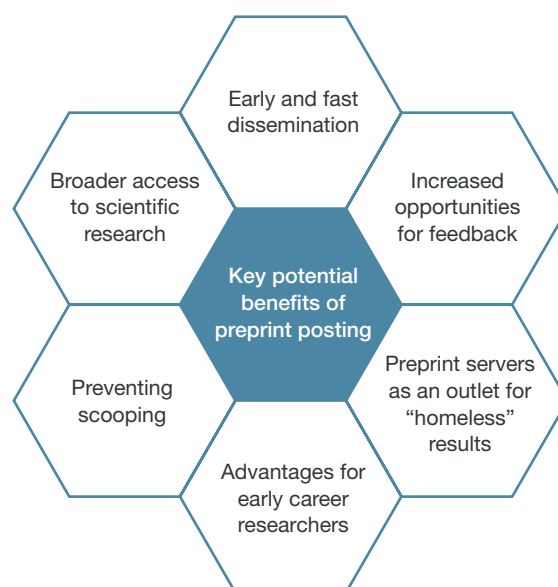 Early and fast
dissemination
Increased
opportunities
for feedback
Preprint servers
as an outlet for
“homeless”
results
Advantages for
early career
researchers
Preventing
scooping
Broader access
to scientific
research
Key potential
benefits of
preprint posting